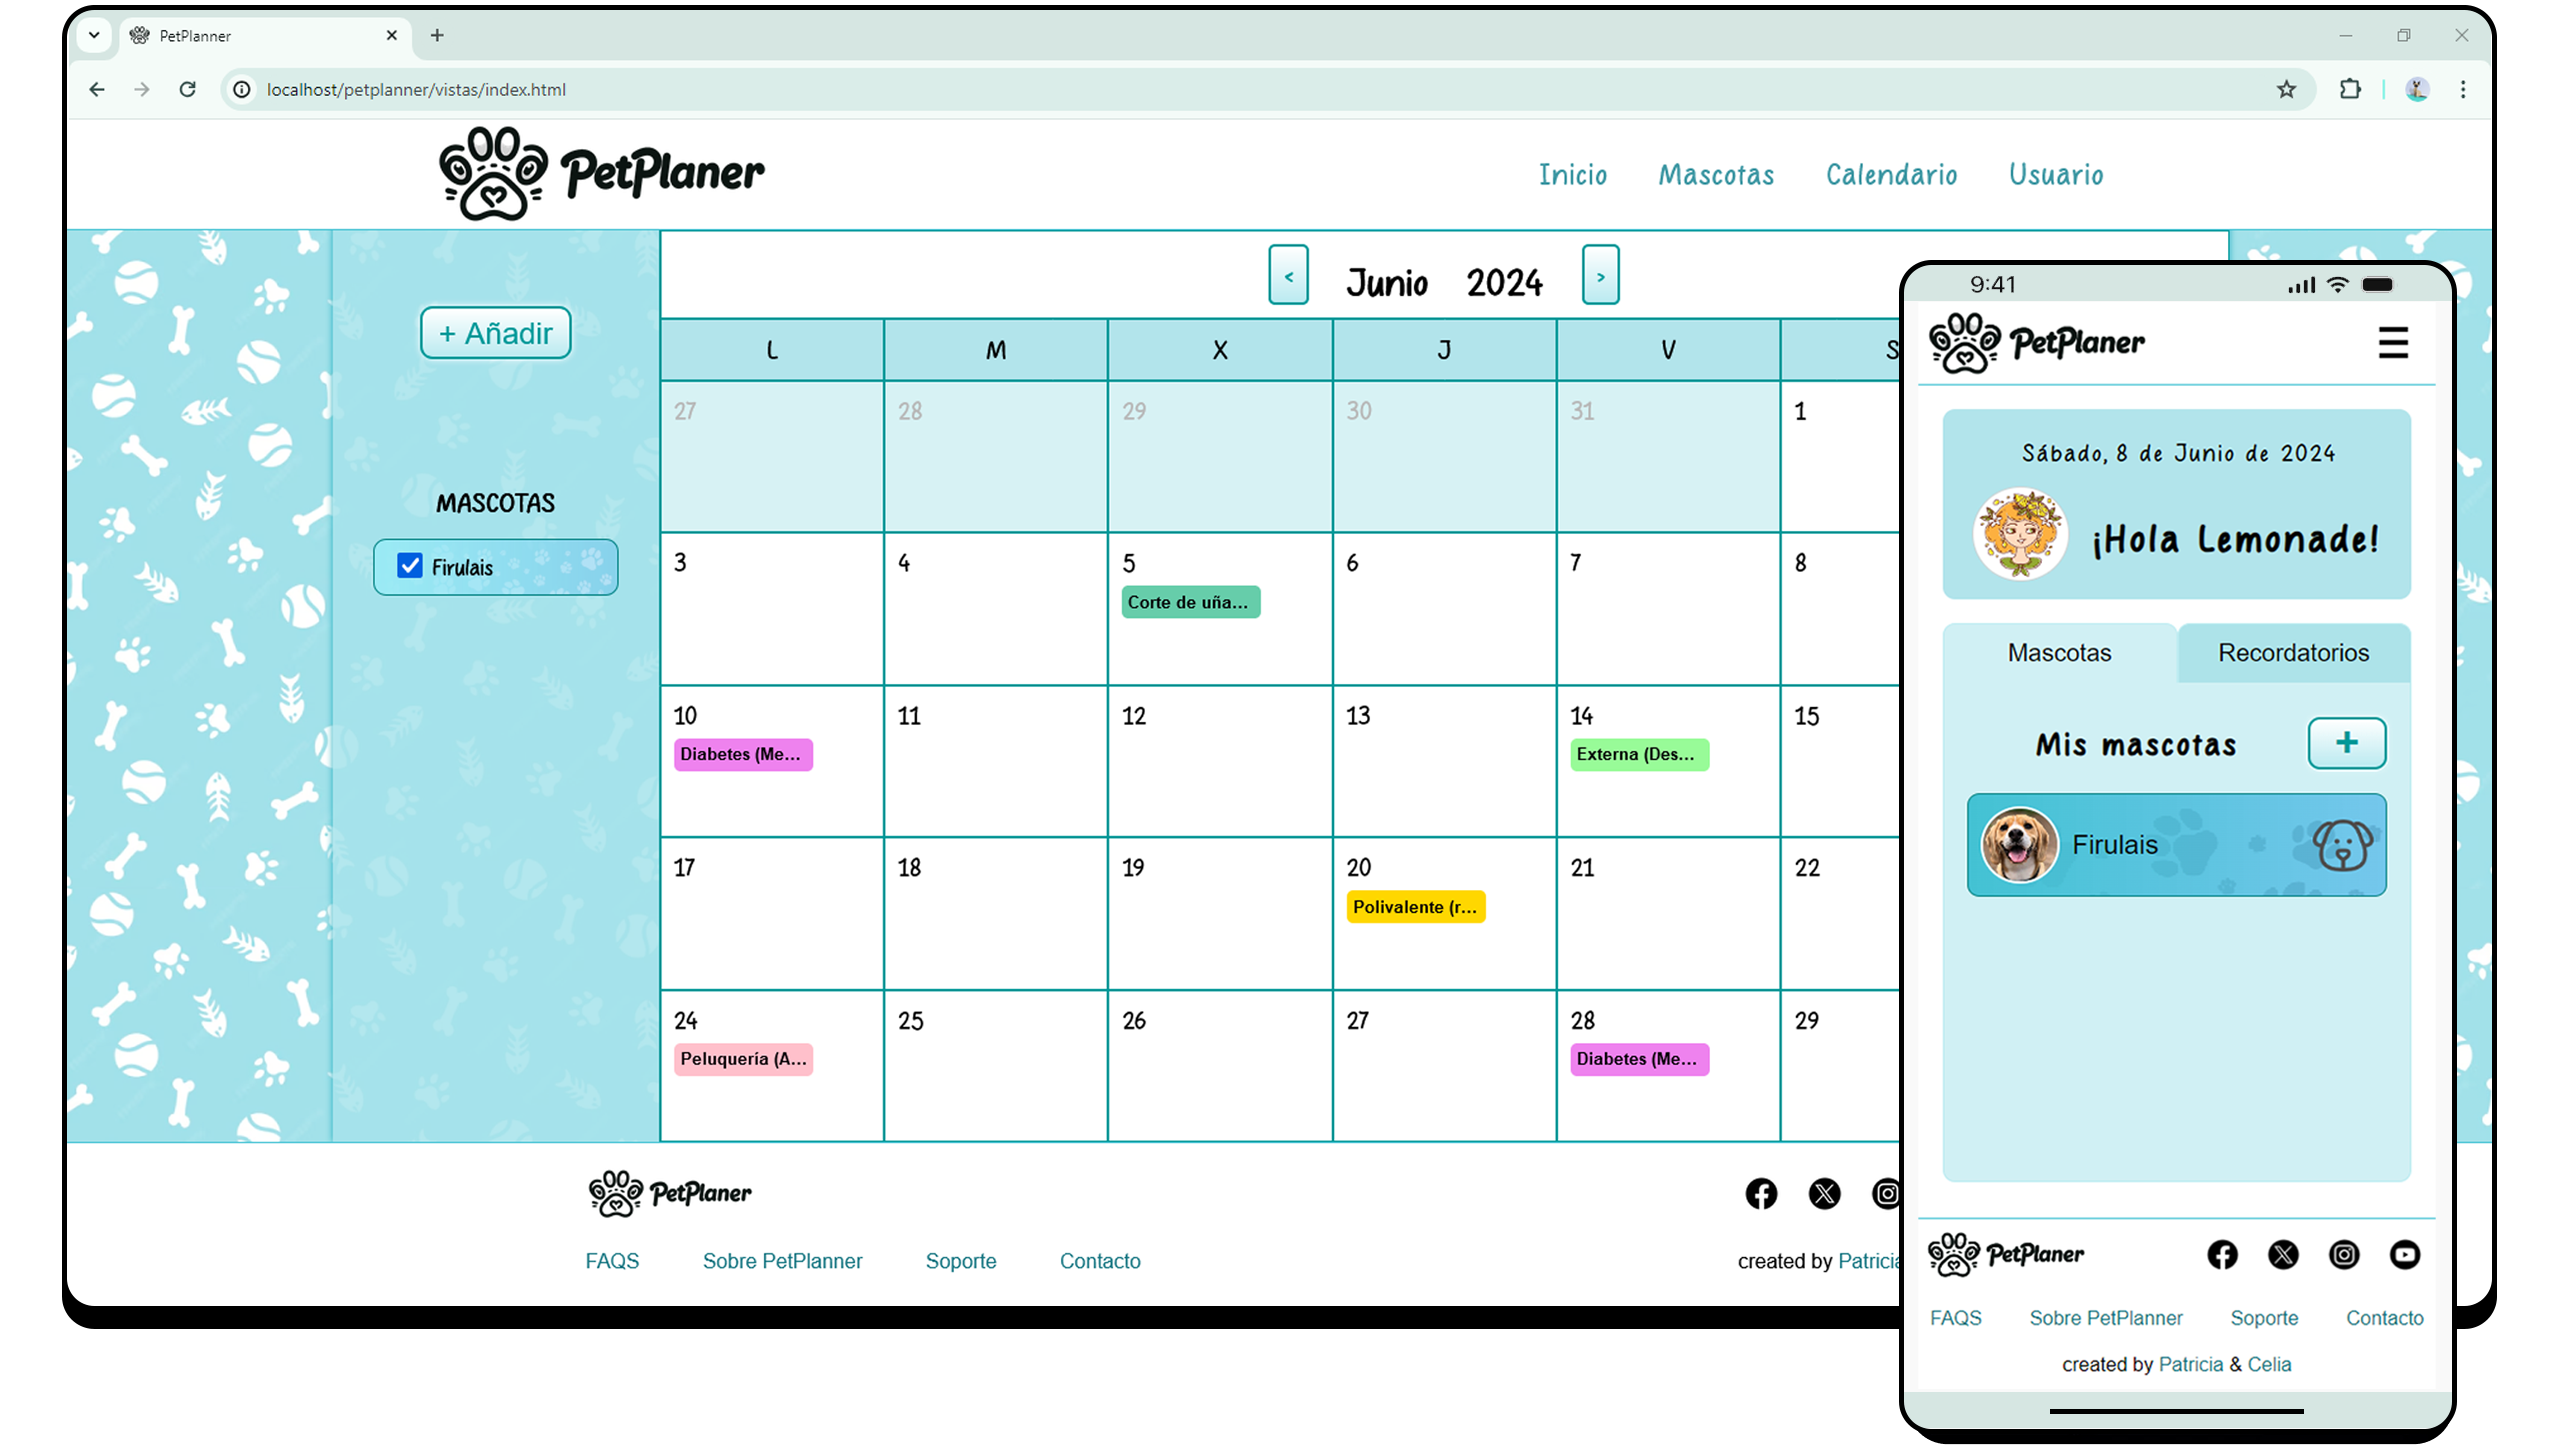 PetPlanner
localhost/petplanner/vistas/index.html
PetPlaner
Inicio Mascotas Calendario Usuario
+ Añadir
MASCOTAS
Firulais
< Junio 2024 >
L M X J V S
27 28 29 30 31 1
3 4 5 6 7 8
Corte de uña...
10 11 12 13 14 15
Diabetes (Me... Externa (Des...
17 18 19 20 21 22
Polivalente (r...
24 25 26 27 28 29
Peluquería (A... Diabetes (Me...
PetPlaner
FAQS Sobre PetPlanner Soporte Contacto
created by Patricia
9:41
PetPlaner
Sábado, 8 de Junio de 2024
¡Hola Lemonade!
Mascotas Recordatorios
Mis mascotas +
Firulais
PetPlaner
FAQS Sobre PetPlanner Soporte Contacto
created by Patricia & Celia